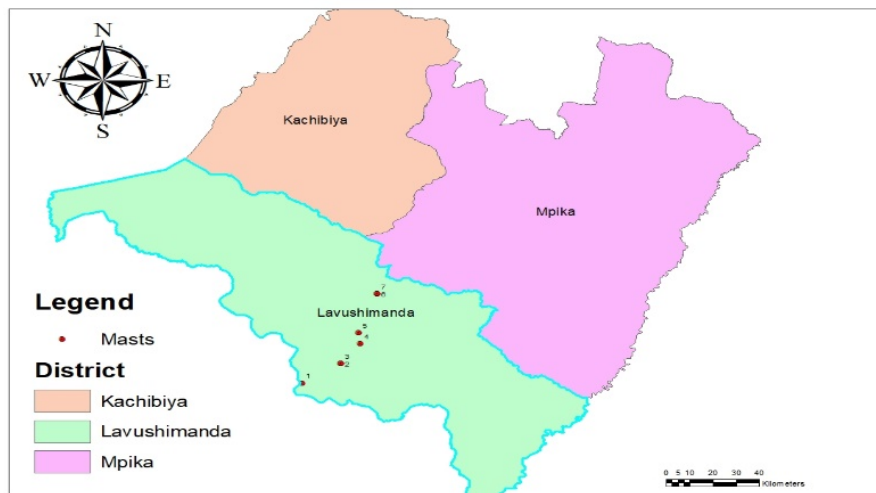 N
W E
S
Kachibiya
Mpika
7
6
Lavushimanda
5
4
3
2
1
Legend
Masts
District
Kachibiya
Lavushimanda
Mpika
0 5 10 20 30 40
Kilometers